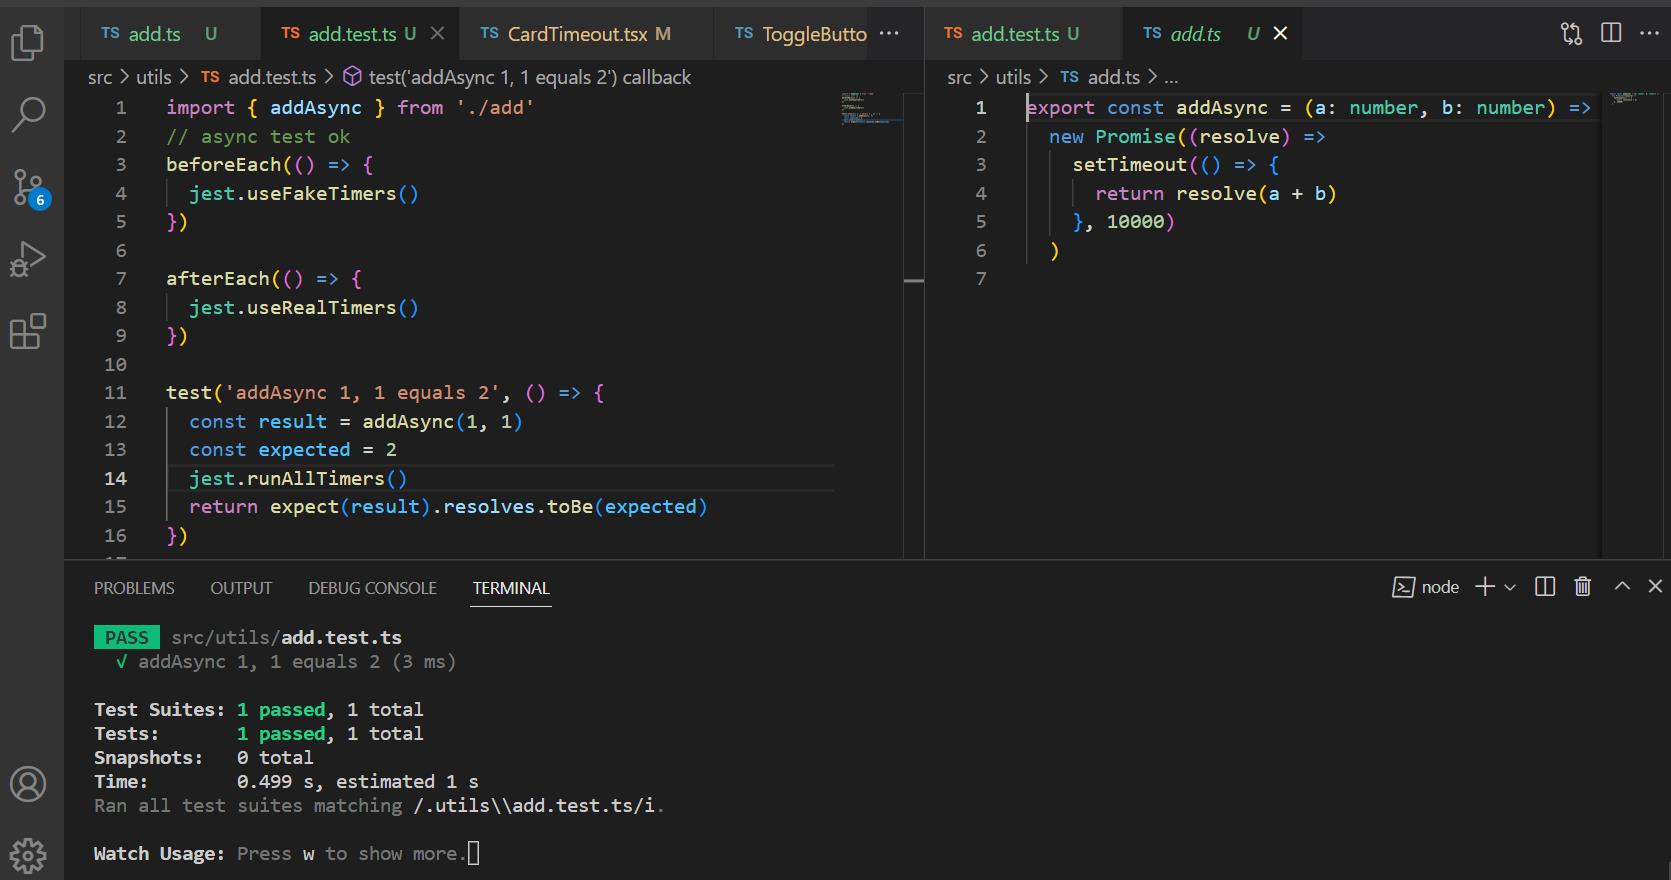 TS add.ts U
TS add.test.ts U
TS CardTimeout.tsx M
TS ToggleButto ...
src > utils > TS add.test.ts > test('addAsync 1, 1 equals 2') callback
1 import { addAsync } from './add'
2 // async test ok
3 beforeEach(() => {
4 jest.useFakeTimers()
5 })
6
7 afterEach(() => {
8 jest.useRealTimers()
9 })
10
11 test('addAsync 1, 1 equals 2', () => {
12 const result = addAsync(1, 1)
13 const expected = 2
14 jest.runAllTimers()
15 return expect(result).resolves.toBe(expected)
16 })
TS add.test.ts U
TS add.ts U
src > utils > TS add.ts > ...
1 export const addAsync = (a: number, b: number) =>
2 new Promise((resolve) =>
3 setTimeout(() => {
4 return resolve(a + b)
5 }, 10000)
6 )
7
6
PROBLEMS OUTPUT DEBUG CONSOLE TERMINAL
node
PASS src/utils/add.test.ts
√ addAsync 1, 1 equals 2 (3 ms)
Test Suites: 1 passed, 1 total
Tests: 1 passed, 1 total
Snapshots: 0 total
Time: 0.499 s, estimated 1 s
Ran all test suites matching /.utils\\add.test.ts/i.
Watch Usage: Press w to show more.